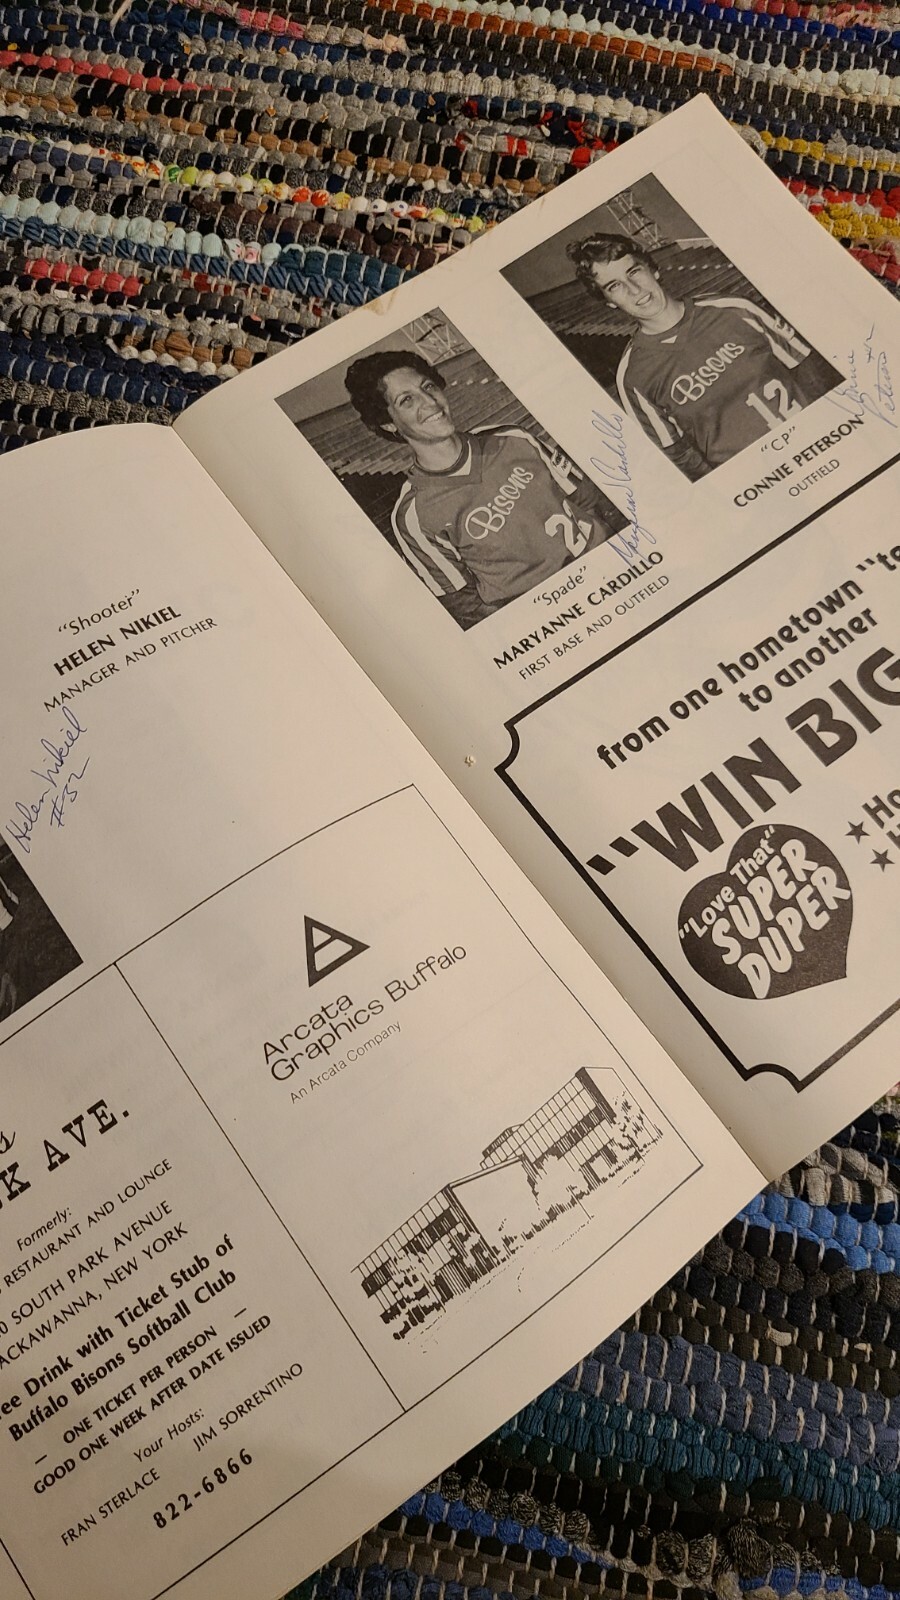 "Shooter"
HELEN NIKIEL
MANAGER AND PITCHER
Helen Nikiel
#32
AVE.
Formerly:
RESTAURANT AND LOUNGE
SOUTH PARK AVENUE
NEW YORK
Drink with Ticket Stub of
Buffalo Bisons Softball Club
— ONE TICKET PER PERSON —
GOOD ONE WEEK AFTER DATE ISSUED
Your Hosts:
FRAN STERLACE JIM SORRENTINO
822-6866
Arcata
Graphics Buffalo
An Arcata Company
Bisons
"Spade"
MARYANNE CARDILLO
FIRST BASE AND OUTFIELD
Maryanne Cardillo
Bisons
12
"CP"
CONNIE PETERSON
OUTFIELD
Connie
Peterson
from one hometown
to another
"WIN BIG
"Love That"
SUPER
DUPER